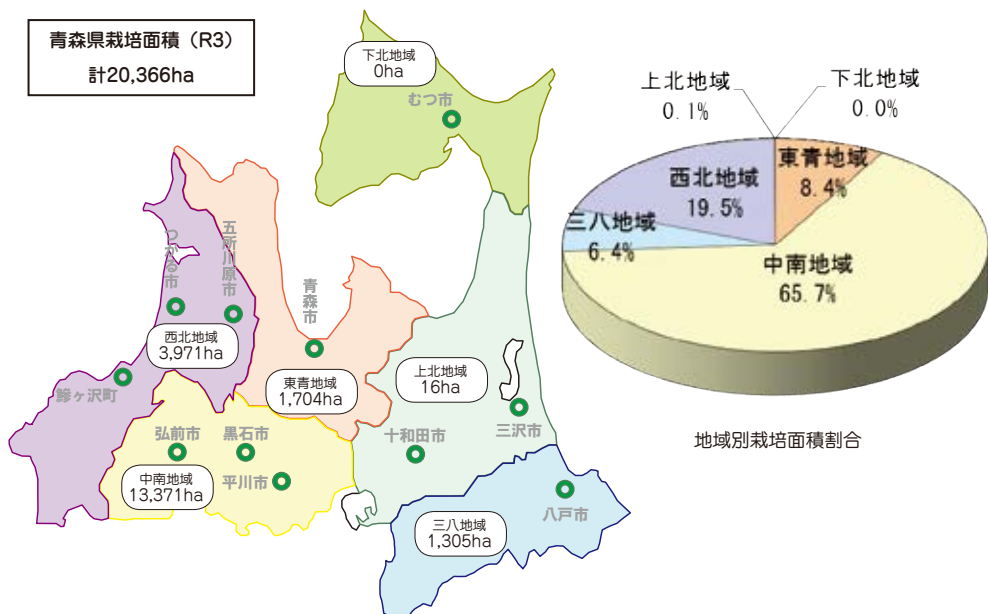 青森県栽培面積（R3）
計20,366ha
下北地域
0ha
むつ市
つがる市
五所川原市
青森市
西北地域
3,971ha
東青地域
1,704ha
上北地域
16ha
鰺ヶ沢町
弘前市
黒石市
平川市
中南地域
13,371ha
十和田市
三沢市
三八地域
1,305ha
八戸市
上北地域
0.1%
下北地域
0.0%
東青地域
8.4%
西北地域
19.5%
三八地域
6.4%
中南地域
65.7%
地域別栽培面積割合